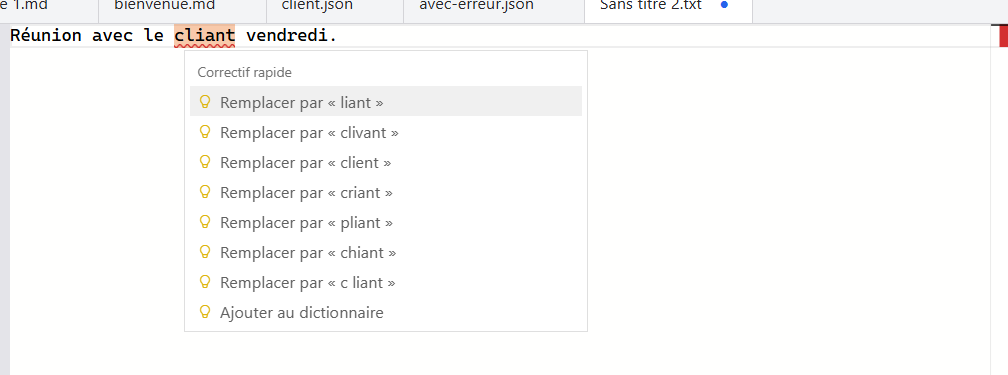 e 1.md bienvenue.md client.json avec-erreur.json Sans titre 2.txt
Réunion avec le cliant vendredi.
Correctif rapide
Remplacer par « liant »
Remplacer par « clivant »
Remplacer par « client »
Remplacer par « criant »
Remplacer par « pliant »
Remplacer par « chiant »
Remplacer par « c liant »
Ajouter au dictionnaire